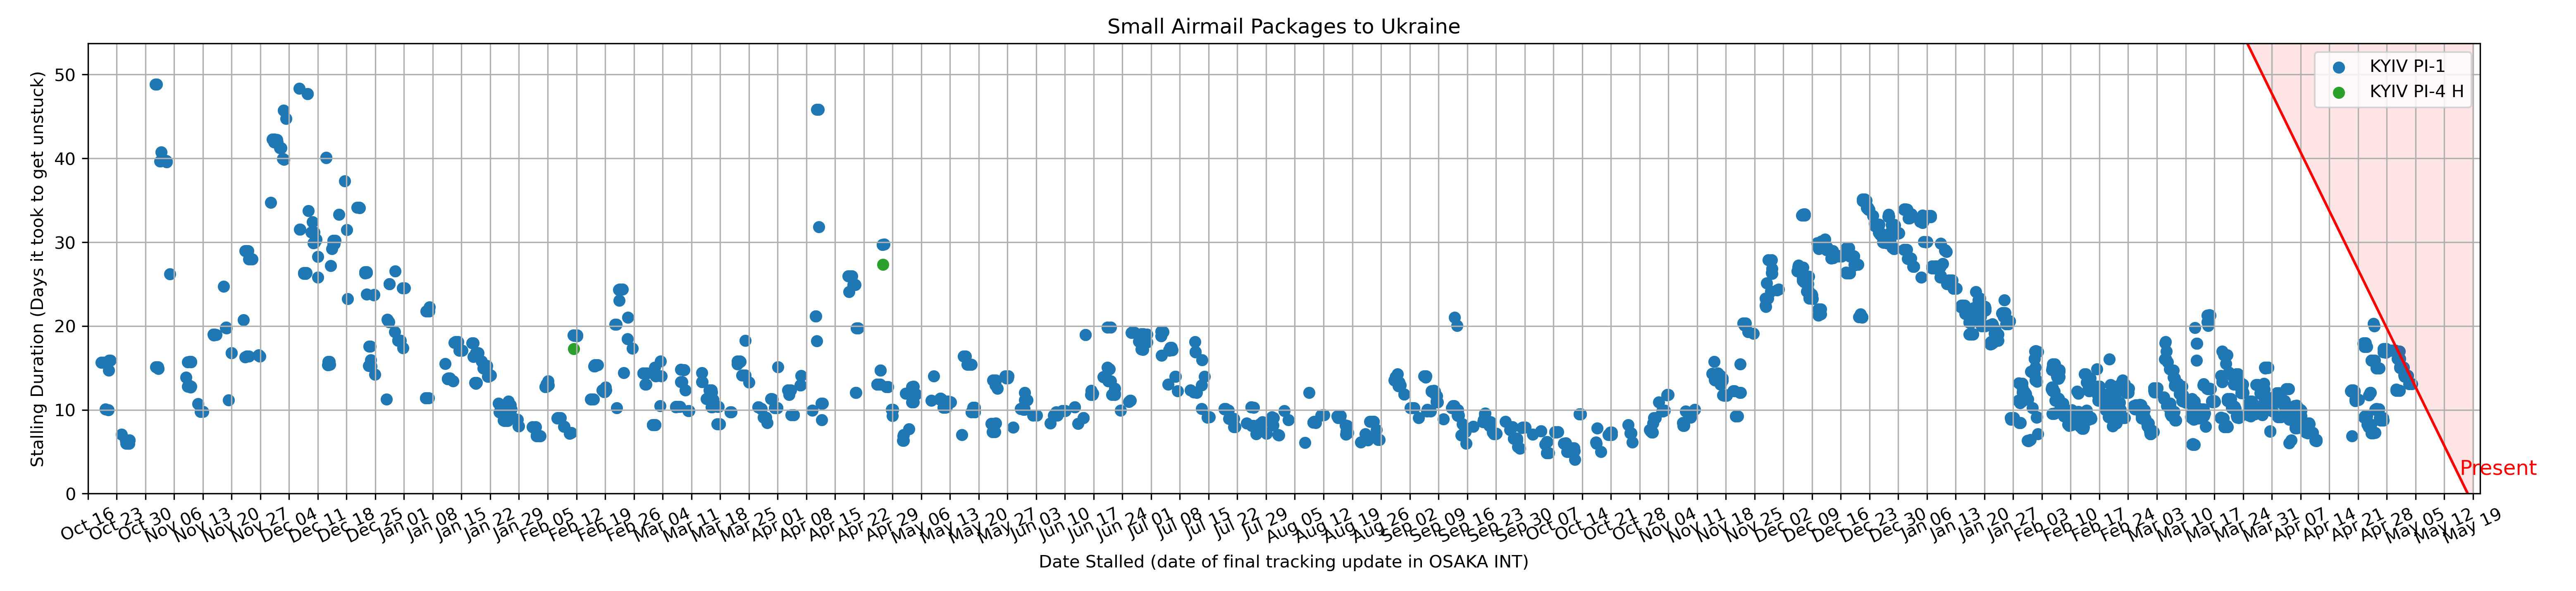 Small Airmail Packages to Ukraine
Stalling Duration (Days it took to get unstuck)
50
40
30
20
10
0
KYIV PI-1
KYIV PI-4 H
Present
Oct 16
Oct 23
Oct 30
Nov 06
Nov 13
Nov 20
Nov 27
Dec 04
Dec 11
Dec 18
Dec 25
Jan 01
Jan 08
Jan 15
Jan 22
Jan 29
Feb 05
Feb 12
Feb 19
Feb 26
Mar 04
Mar 11
Mar 18
Mar 25
Apr 01
Apr 08
Apr 15
Apr 22
Apr 29
May 06
May 13
May 20
May 27
Jun 03
Jun 10
Jun 17
Jun 24
Jul 01
Jul 08
Jul 15
Jul 22
Jul 29
Aug 05
Aug 12
Aug 19
Aug 26
Sep 02
Sep 09
Sep 16
Sep 23
Sep 30
Oct 07
Oct 14
Oct 21
Oct 28
Nov 04
Nov 11
Nov 18
Nov 25
Dec 02
Dec 09
Dec 16
Dec 23
Dec 30
Jan 06
Jan 13
Jan 20
Jan 27
Feb 03
Feb 10
Feb 17
Feb 24
Mar 03
Mar 10
Mar 17
Mar 24
Mar 31
Apr 07
Apr 14
Apr 21
Apr 28
May 05
May 12
May 19
Date Stalled (date of final tracking update in OSAKA INT)